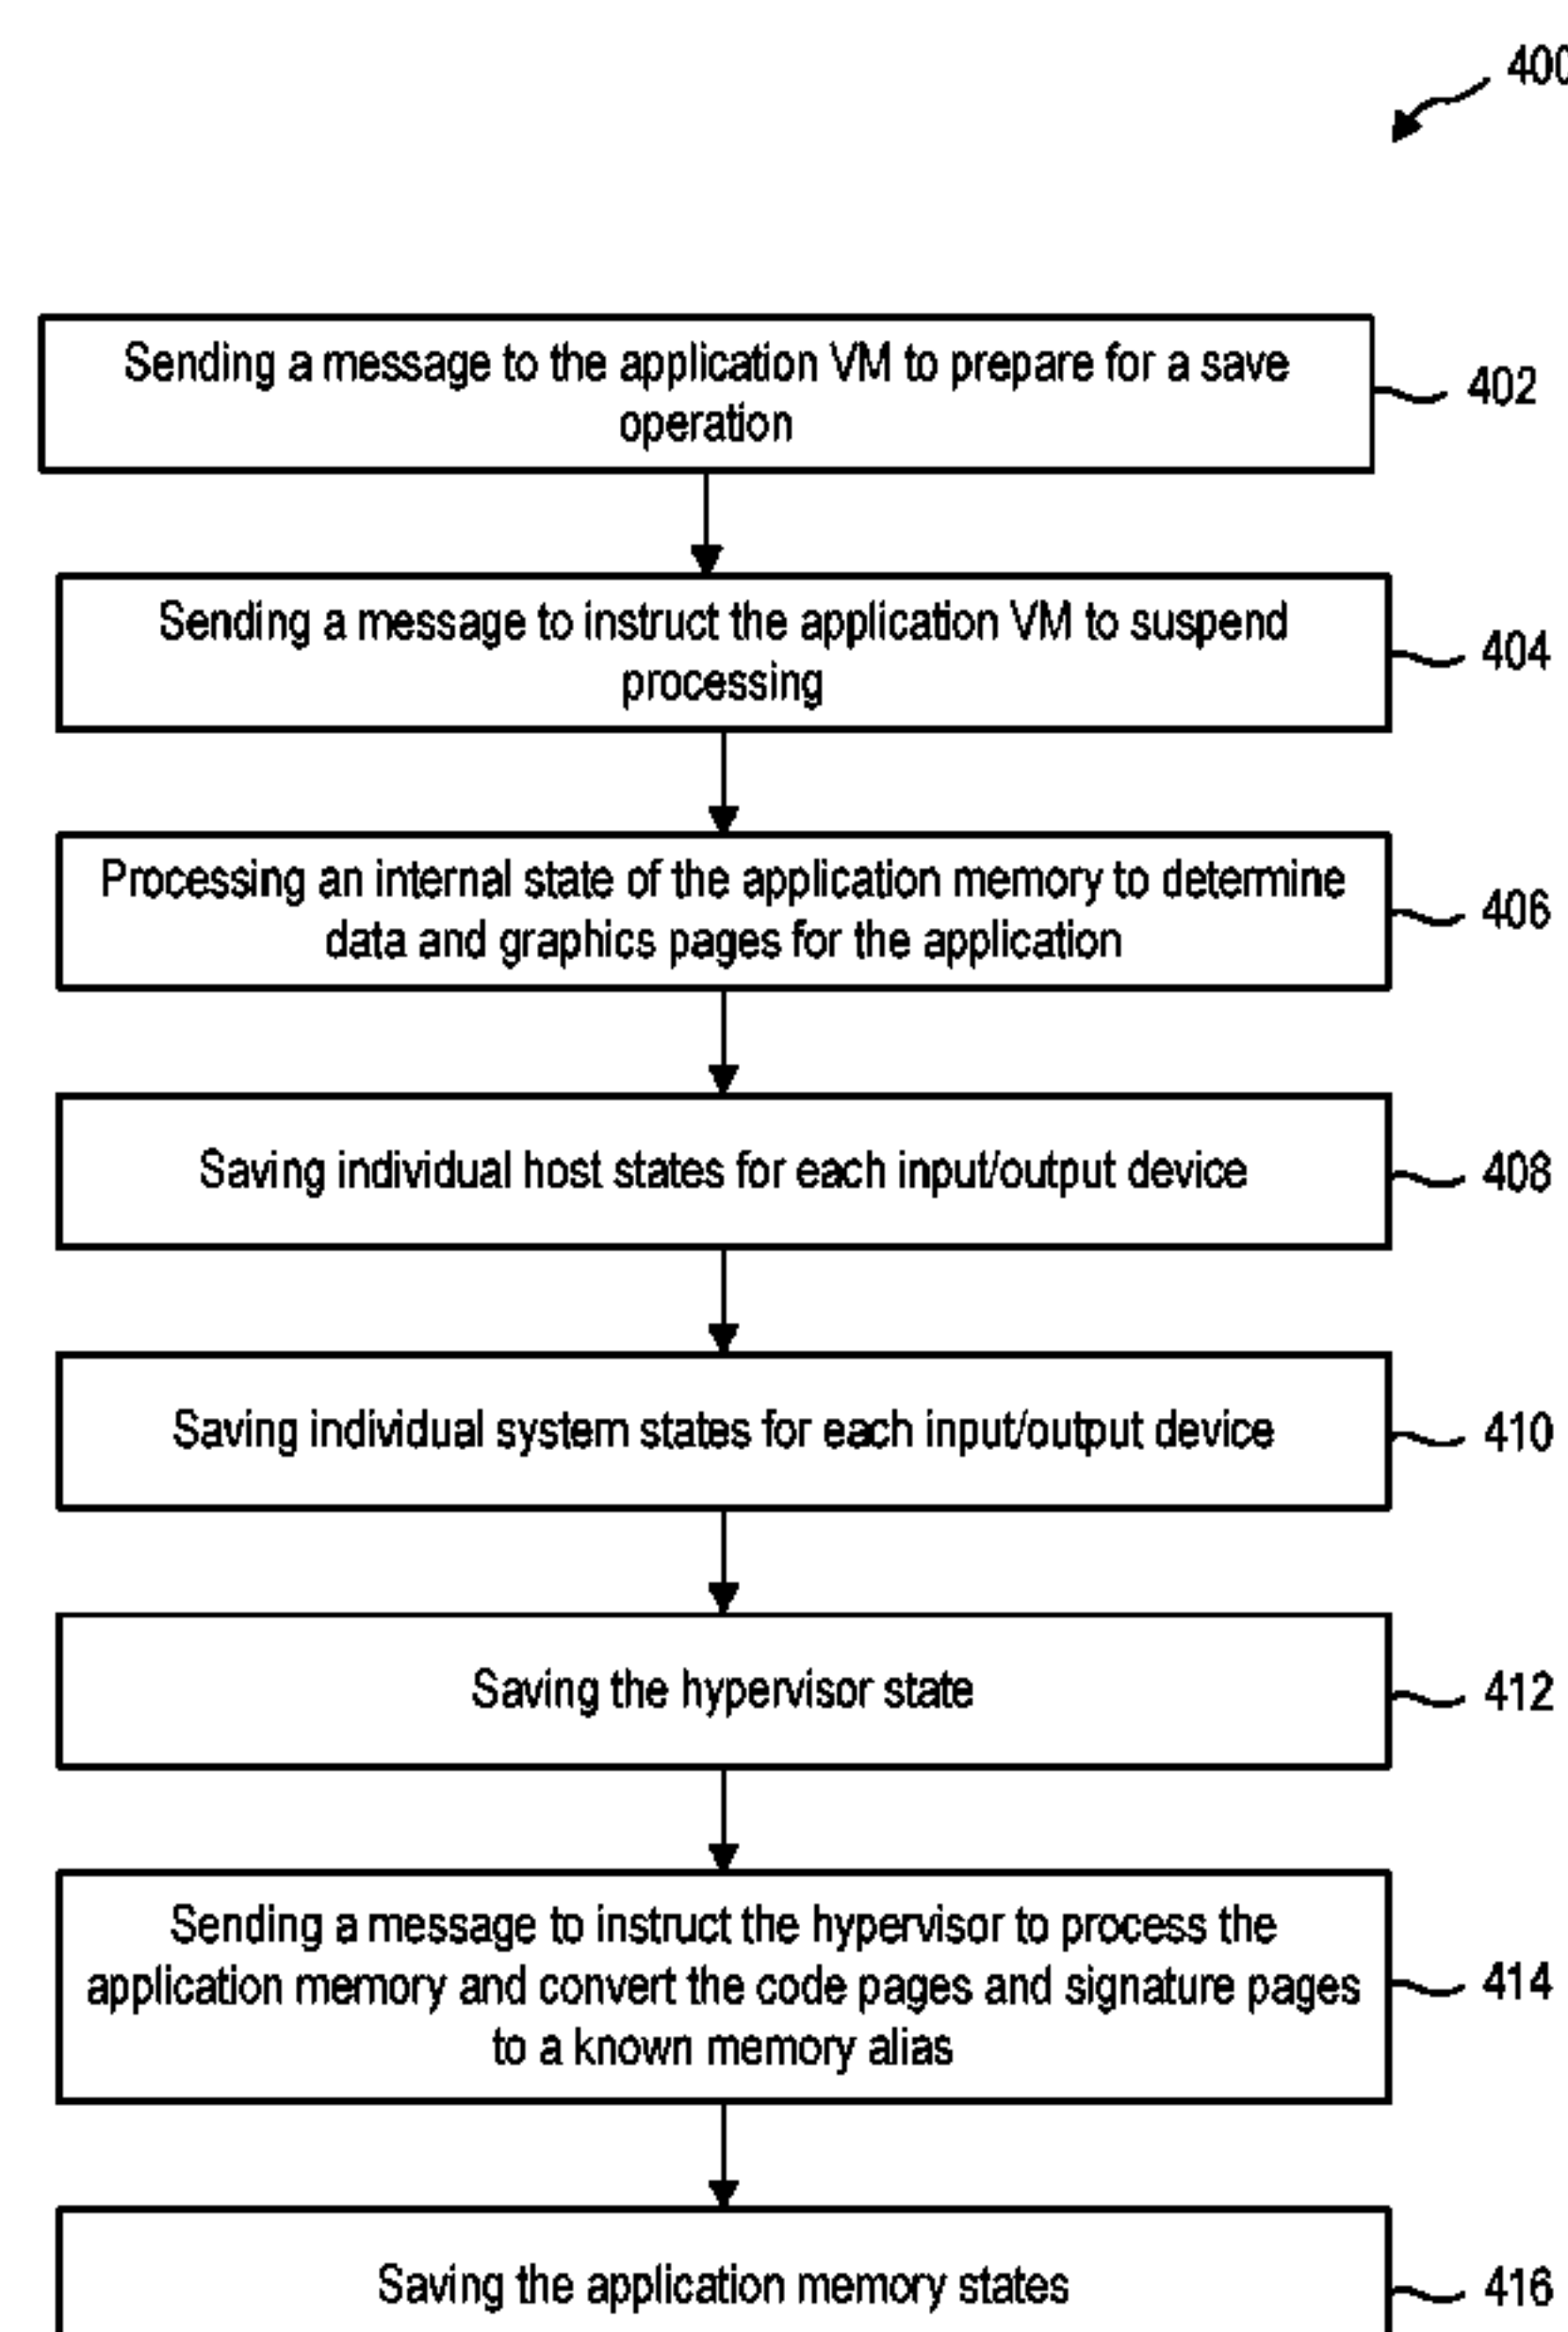 400
Sending a message to the application VM to prepare for a save
operation
402
Sending a message to instruct the application VM to suspend
processing
404
Processing an internal state of the application memory to determine
data and graphics pages for the application
406
Saving individual host states for each input/output device
408
Saving individual system states for each input/output device
410
Saving the hypervisor state
412
Sending a message to instruct the hypervisor to process the
application memory and convert the code pages and signature pages
to a known memory alias
414
Saving the application memory states
416